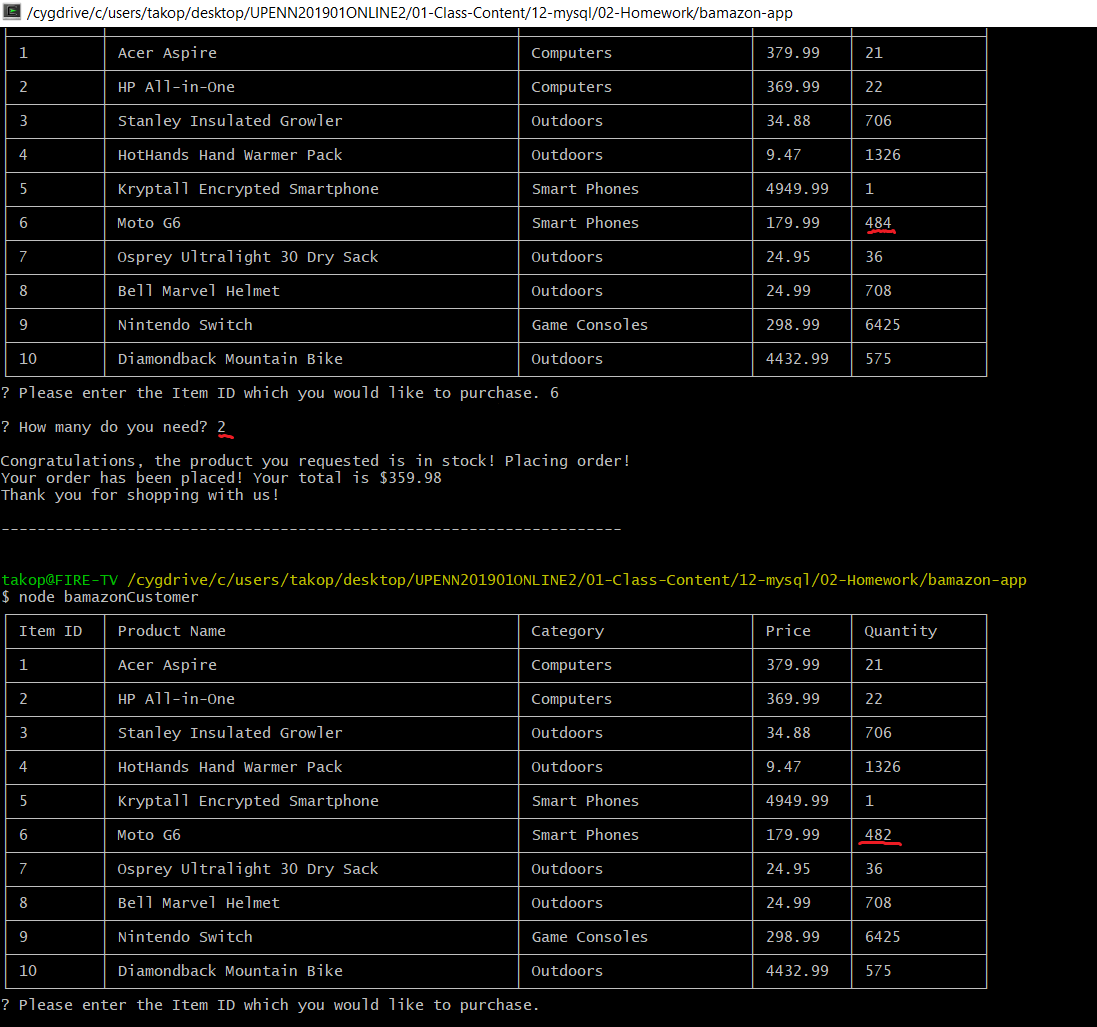 /cygdrive/c/users/takop/desktop/UPENN201901ONLINE2/01-Class-Content/12-mysql/02-Homework/bamazon-app
1 Acer Aspire Computers 379.99 21
2 HP All-in-One Computers 369.99 22
3 Stanley Insulated Growler Outdoors 34.88 706
4 HotHands Hand Warmer Pack Outdoors 9.47 1326
5 Kryptall Encrypted Smartphone Smart Phones 4949.99 1
6 Moto G6 Smart Phones 179.99 484
7 Osprey Ultralight 30 Dry Sack Outdoors 24.95 36
8 Bell Marvel Helmet Outdoors 24.99 708
9 Nintendo Switch Game Consoles 298.99 6425
10 Diamondback Mountain Bike Outdoors 4432.99 575
? Please enter the Item ID which you would like to purchase. 6
? How many do you need? 2
Congratulations, the product you requested is in stock! Placing order!
Your order has been placed! Your total is $359.98
Thank you for shopping with us!
---------------------------------------------------------------------
takop@FIRE-TV /cygdrive/c/users/takop/desktop/UPENN201901ONLINE2/01-Class-Content/12-mysql/02-Homework/bamazon-app
$ node bamazonCustomer
Item ID Product Name Category Price Quantity
1 Acer Aspire Computers 379.99 21
2 HP All-in-One Computers 369.99 22
3 Stanley Insulated Growler Outdoors 34.88 706
4 HotHands Hand Warmer Pack Outdoors 9.47 1326
5 Kryptall Encrypted Smartphone Smart Phones 4949.99 1
6 Moto G6 Smart Phones 179.99 482
7 Osprey Ultralight 30 Dry Sack Outdoors 24.95 36
8 Bell Marvel Helmet Outdoors 24.99 708
9 Nintendo Switch Game Consoles 298.99 6425
10 Diamondback Mountain Bike Outdoors 4432.99 575
? Please enter the Item ID which you would like to purchase.